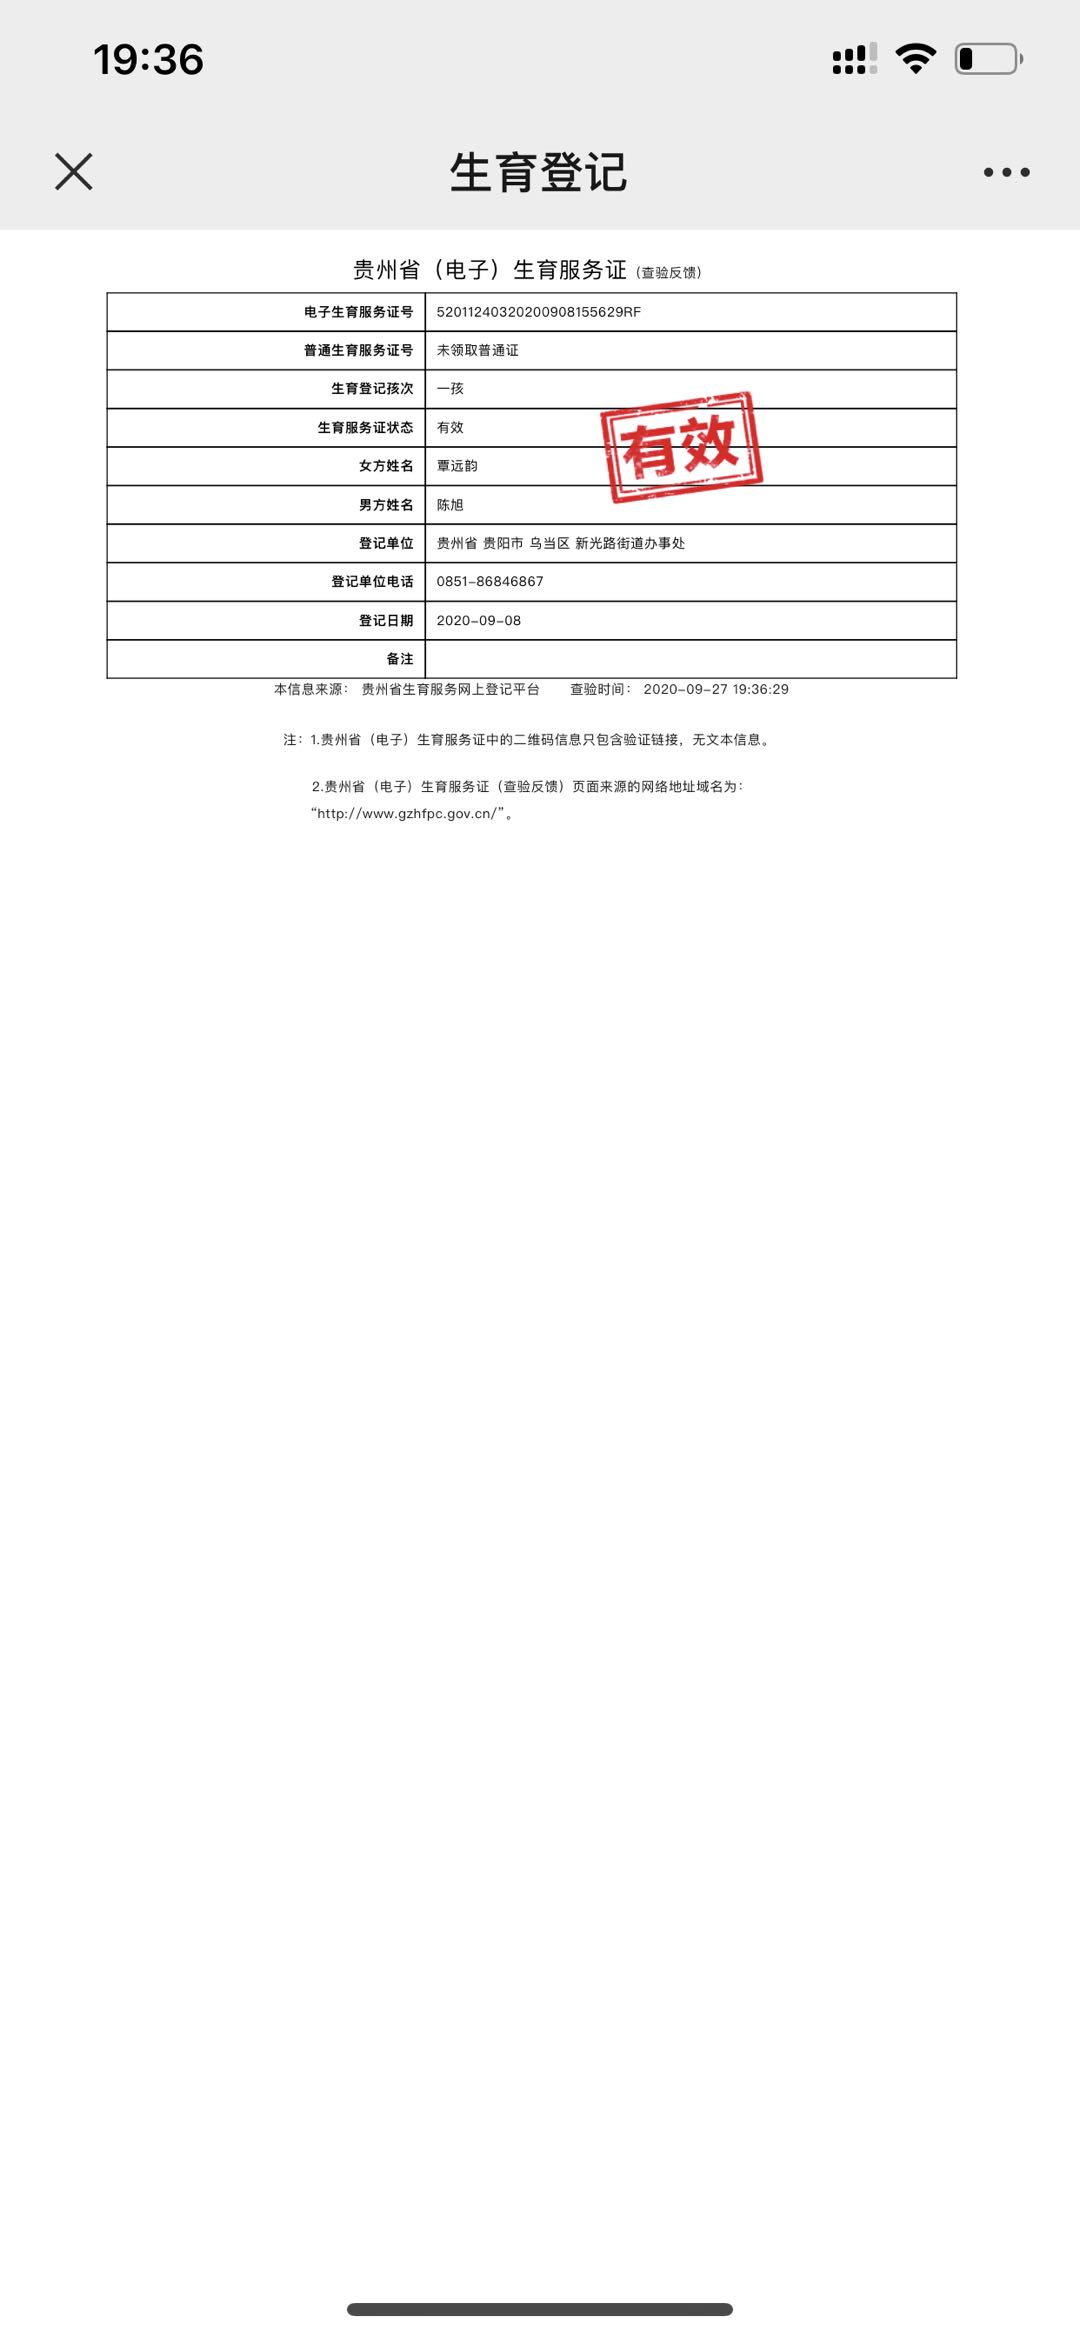 19:36
生育登记
贵州省（电子）生育服务证（查验反馈）
电子生育服务证号 52011240320200908155629RF
普通生育服务证号 未领取普通证
生育登记孩次 一孩
生育服务证状态 有效
有效
女方姓名 覃远韵
男方姓名 陈旭
登记单位 贵州省 贵阳市 乌当区 新光路街道办事处
登记单位电话 0851-86846867
登记日期 2020-09-08
备注
本信息来源： 贵州省生育服务网上登记平台 查验时间： 2020-09-27 19:36:29
注：1.贵州省（电子）生育服务证中的二维码信息只包含验证链接，无文本信息。
2.贵州省（电子）生育服务证（查验反馈）页面来源的网络地址域名为：
“http://www.gzhfpc.gov.cn/”。